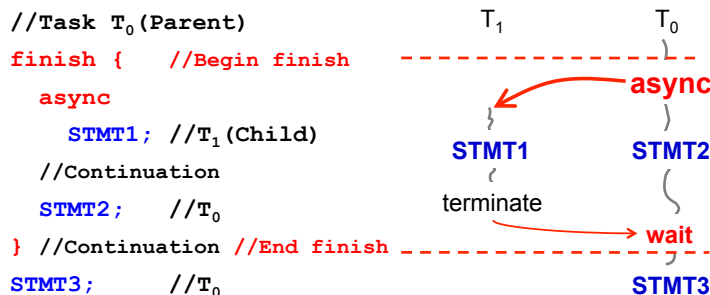 //Task T₀(Parent)
finish { //Begin finish
async
STMT1; //T₁(Child)
//Continuation
STMT2; //T₀
} //Continuation //End finish
STMT3; //T₀
T₁ T₀
async
STMT1 STMT2
terminate
wait
STMT3